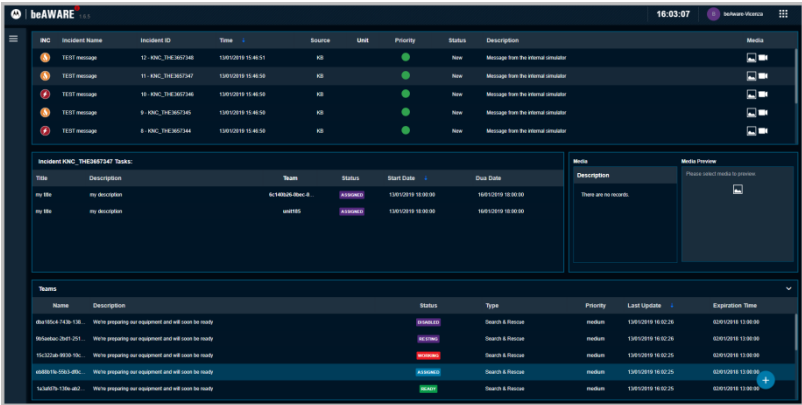 beAWARE 1.0.1
16:03:07 beAware-Vicenza
INC Incident Name Incident ID Time Source Unit Priority Status Description Media
TEST message 12 - KNC_THE3657348 13/01/2019 15:46:51 KB New Message from the internal simulator
TEST message 11 - KNC_THE3657347 13/01/2019 15:46:50 KB New Message from the internal simulator
TEST message 10 - KNC_THE3657346 13/01/2019 15:46:50 KB New Message from the internal simulator
TEST message 9 - KNC_THE3657345 13/01/2019 15:46:50 KB New Message from the internal simulator
TEST message 8 - KNC_THE3657344 13/01/2019 15:46:50 KB New Message from the internal simulator
Incident KNC_THE3657347 Tasks:
Title Description Team Status Start Date Dua Date
my title my description 6c140b26-0bec-8... ASSIGNED 13/01/2019 18:00:00 16/01/2019 18:00:00
my title my description unit105 ASSIGNED 13/01/2019 18:00:00 16/01/2019 18:00:00
Media
Description
There are no records.
Media Preview
Please select media to preview
Teams
Name Description Status Type Priority Last Update Expiration Time
We're preparing our equipment and will soon be ready DISABLED Search & Rescue medium 13/01/2019 16:02:26 02/01/2018 13:00:00
We're preparing our equipment and will soon be ready RESTING Search & Rescue medium 13/01/2019 16:02:26 02/01/2018 13:00:00
15c322ab-9930-10c... We're preparing our equipment and will soon be ready WORKING Search & Rescue medium 13/01/2019 16:02:25 02/01/2018 13:00:00
We're preparing our equipment and will soon be ready ASSIGNED Search & Rescue medium 13/01/2019 16:02:25 02/01/2018 13:00:00
We're preparing our equipment and will soon be ready READY Search & Rescue medium 13/01/2019 16:02:25 02/01/2018 13:00:00